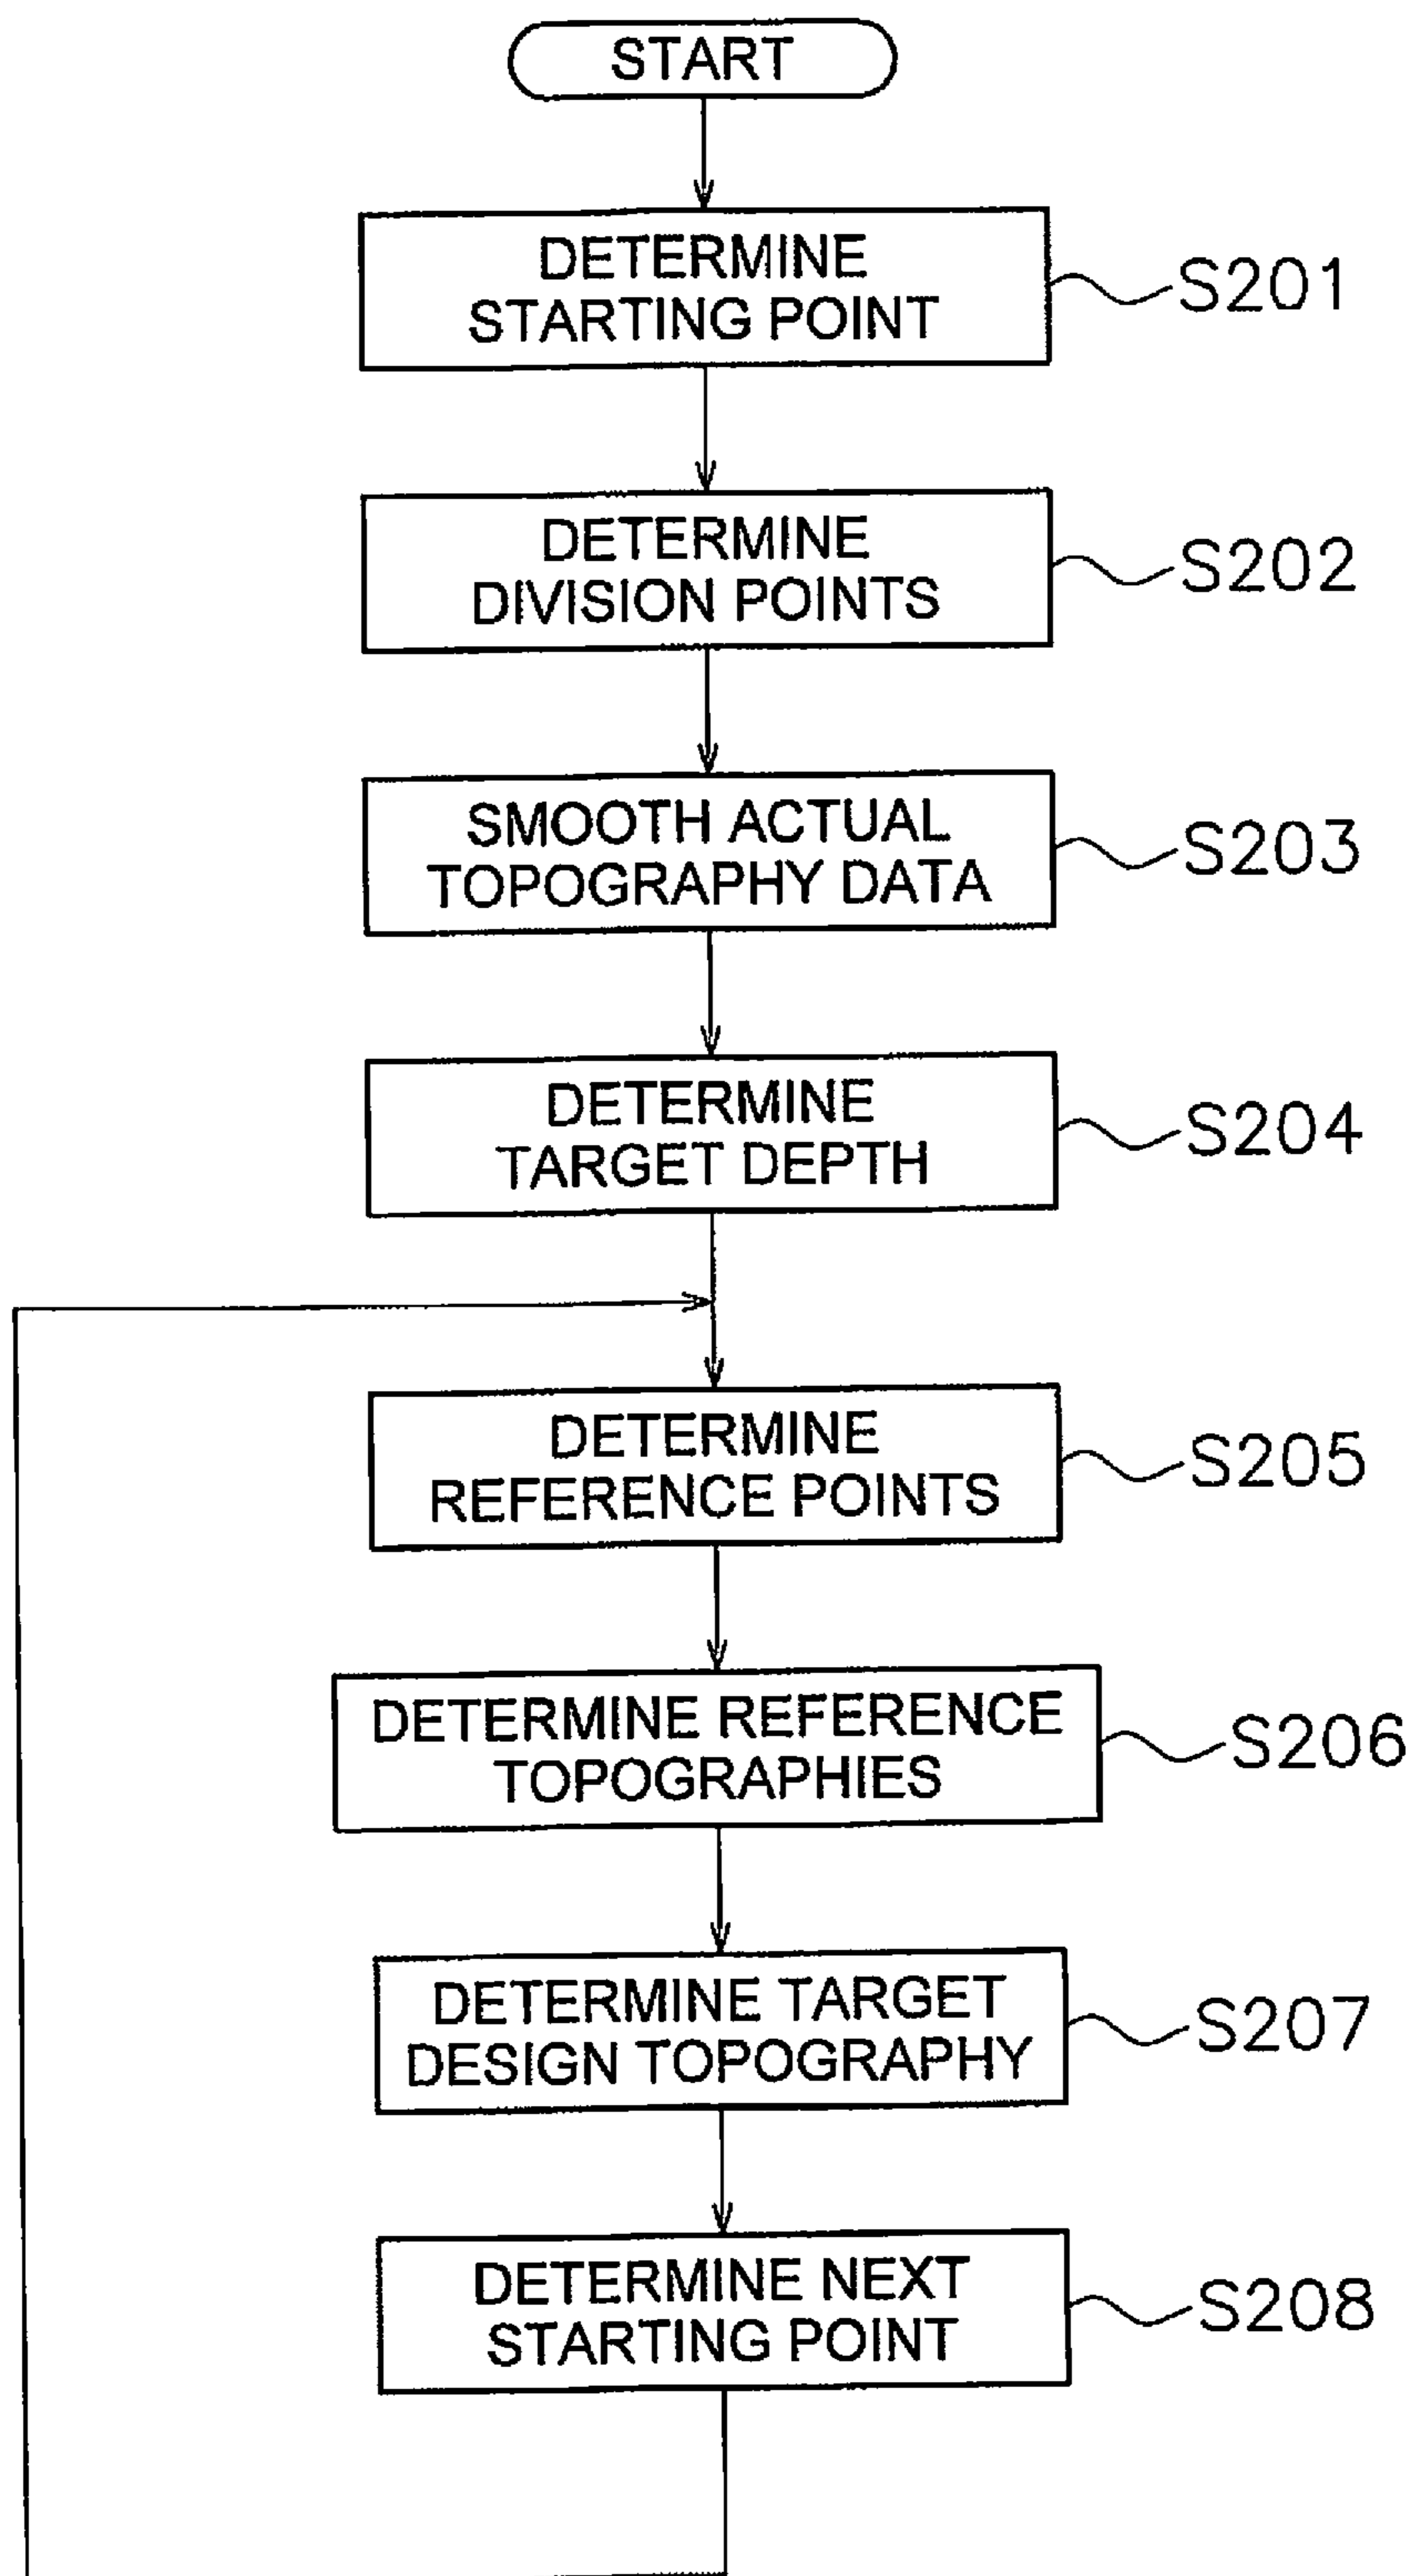 START
DETERMINE
STARTING POINT
S201
DETERMINE
DIVISION POINTS
S202
SMOOTH ACTUAL
TOPOGRAPHY DATA
S203
DETERMINE
TARGET DEPTH
S204
DETERMINE
REFERENCE POINTS
S205
DETERMINE REFERENCE
TOPOGRAPHIES
S206
DETERMINE TARGET
DESIGN TOPOGRAPHY
S207
DETERMINE NEXT
STARTING POINT
S208